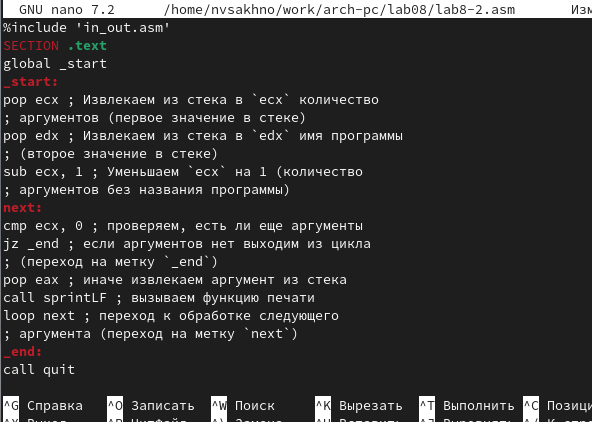 GNU nano 7.2 /home/nvsakhno/work/arch-pc/lab08/lab8-2.asm Изм
%include 'in_out.asm'
SECTION .text
global _start
_start:
pop ecx ; Извлекаем из стека в `ecx` количество
; аргументов (первое значение в стеке)
pop edx ; Извлекаем из стека в `edx` имя программы
; (второе значение в стеке)
sub ecx, 1 ; Уменьшаем `ecx` на 1 (количество
; аргументов без названия программы)
next:
cmp ecx, 0 ; проверяем, есть ли еще аргументы
jz _end ; если аргументов нет выходим из цикла
; (переход на метку `_end`)
pop eax ; иначе извлекаем аргумент из стека
call sprintLF ; вызываем функцию печати
loop next ; переход к обработке следующего
; аргумента (переход на метку `next`)
_end:
call quit
^G Справка ^O Записать ^W Поиск ^K Вырезать ^T Выполнить ^C Позици